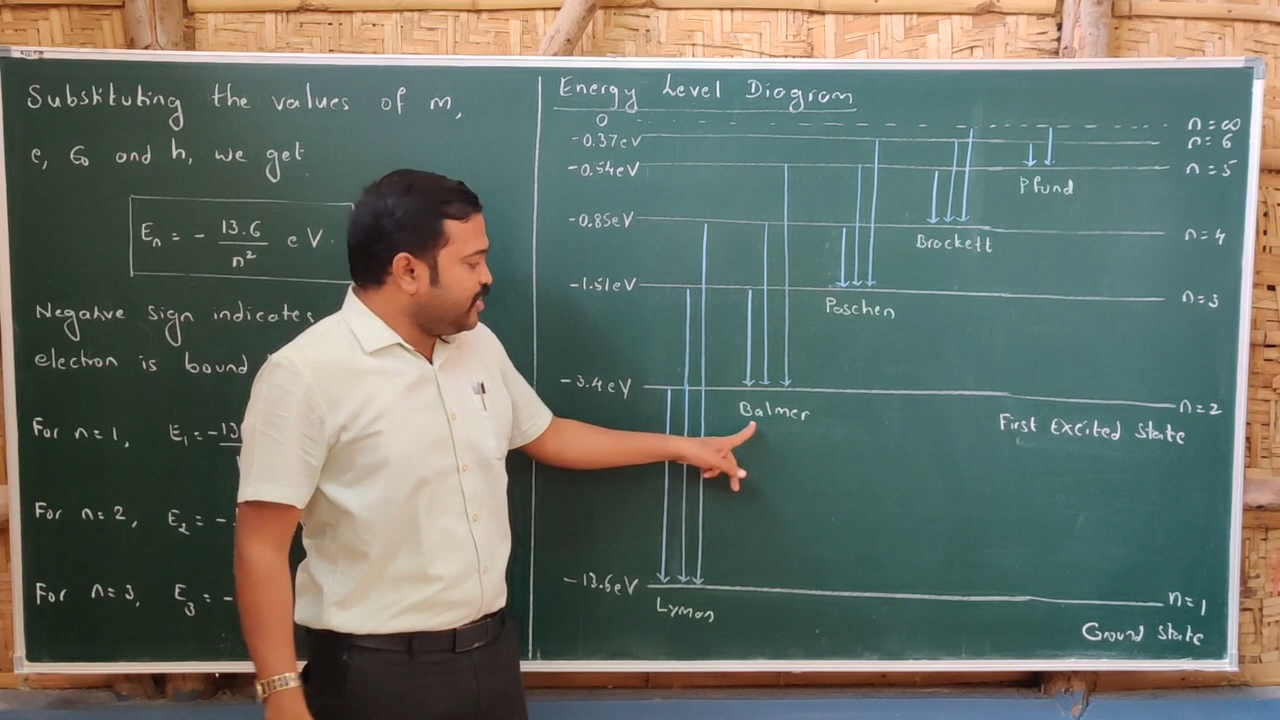 Substituting the values of m,
e, ε₀ and h, we get
Eₙ = - 13.6 / n² eV
Negative sign indicates
electron is bound
For n=1, E₁ = -13
For n=2, E₂ = -
For n=3, E₃ = -
Energy Level Diagram
0 n=∞
-0.37eV n=6
-0.54eV n=5
Pfund
-0.85eV n=4
Brackett
-1.51eV n=3
Paschen
-3.4eV n=2
Balmer
First Excited State
-13.6eV n=1
Lyman
Ground State